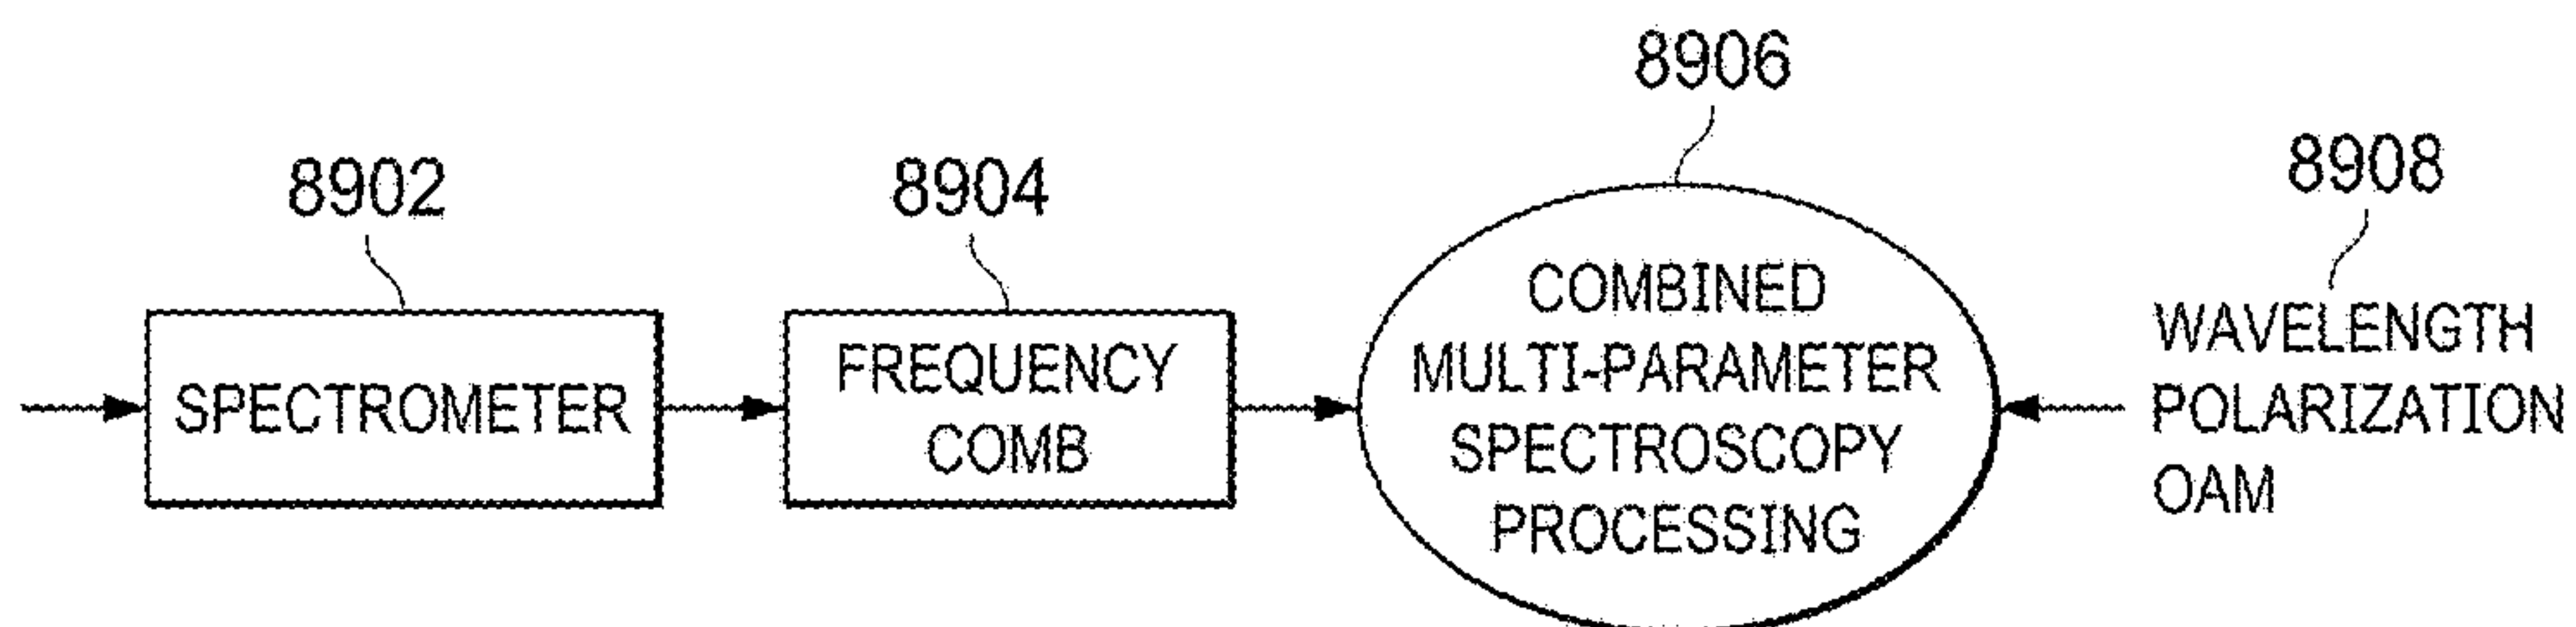 8906
8902
8904
8908
SPECTROMETER
FREQUENCY
COMB
COMBINED
MULTI-PARAMETER
SPECTROSCOPY
PROCESSING
WAVELENGTH
POLARIZATION
OAM